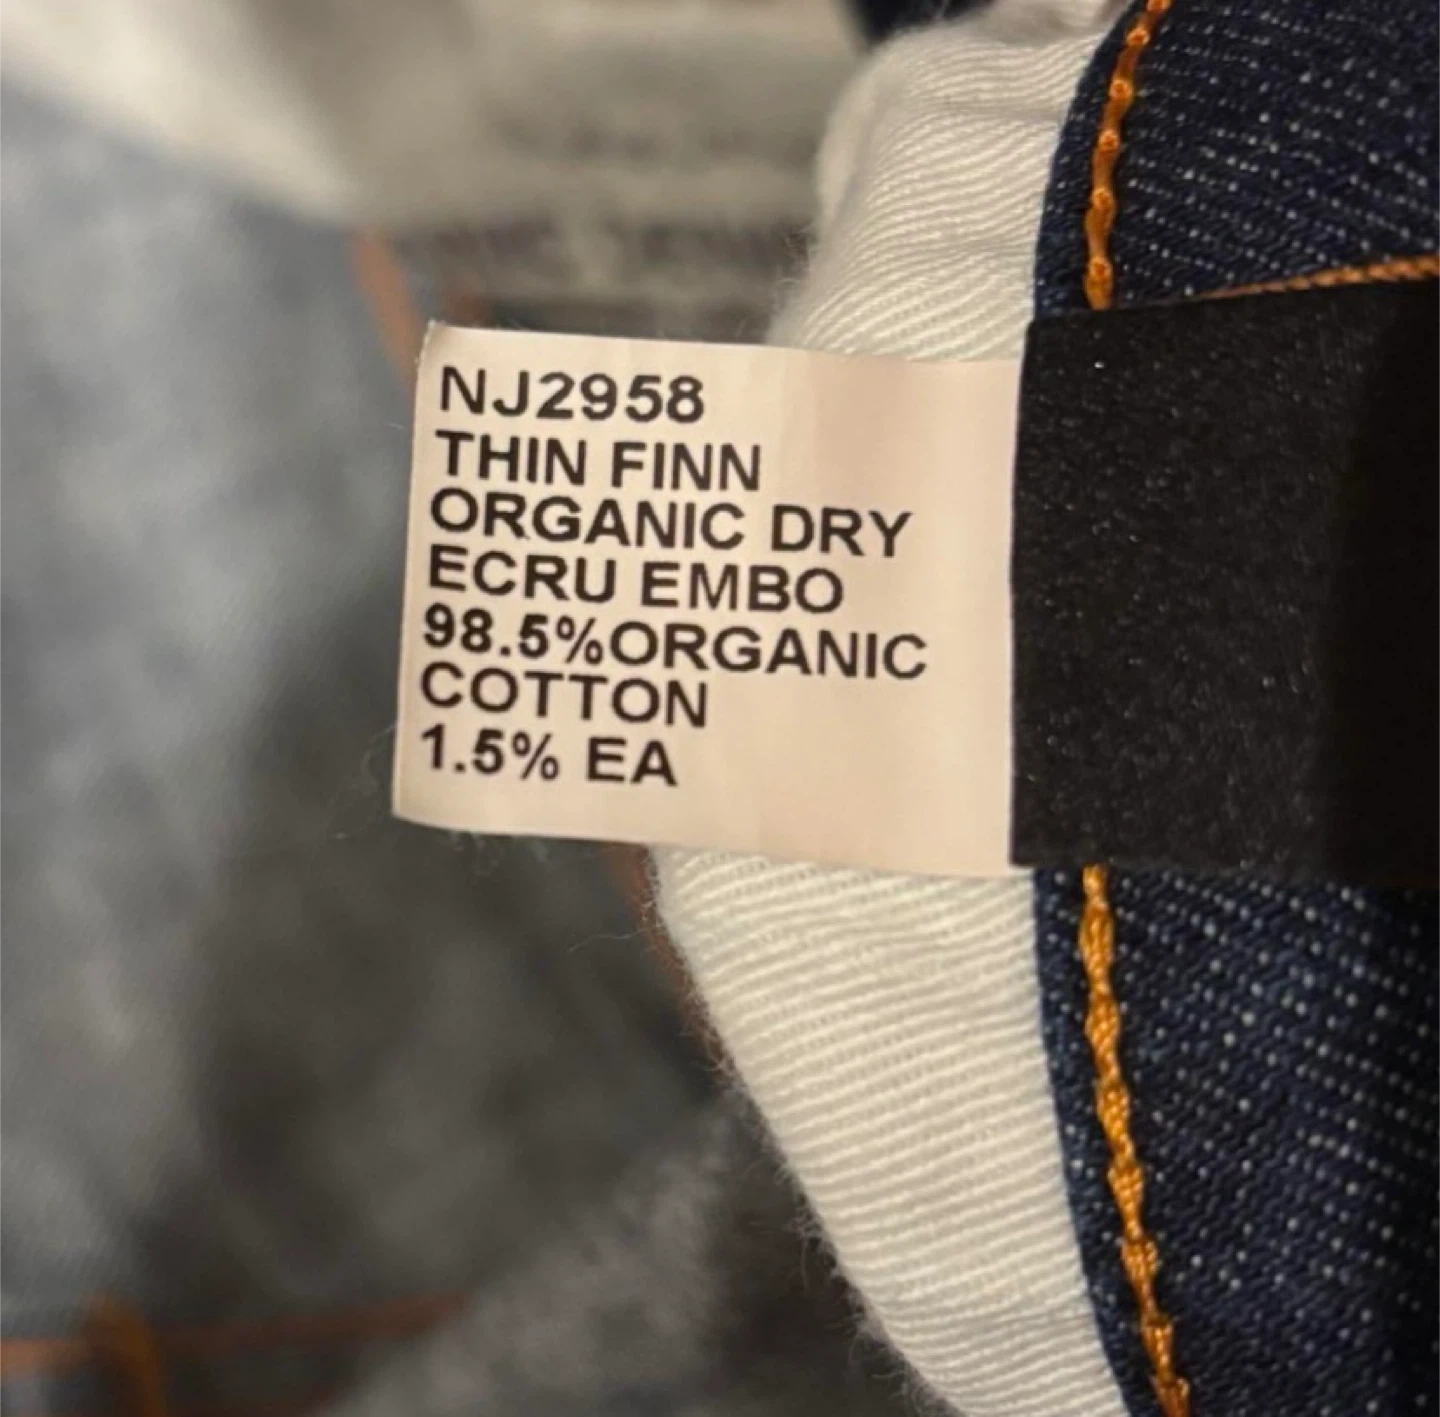 NJ2958
THIN FINN
ORGANIC DRY
ECRU EMBO
98.5%ORGANIC
COTTON
1.5% EA